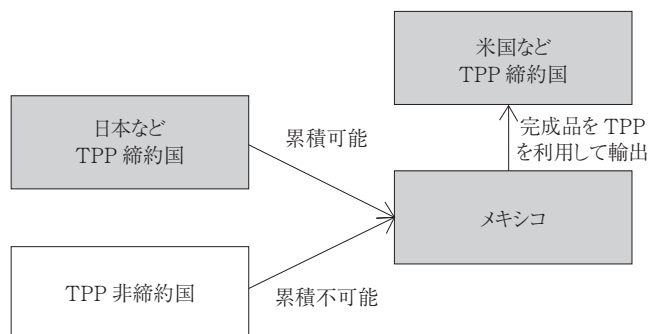 米国など
TPP 締約国
日本など
TPP 締約国
累積可能
完成品を TPP
を利用して輸出
メキシコ
TPP 非締約国
累積不可能